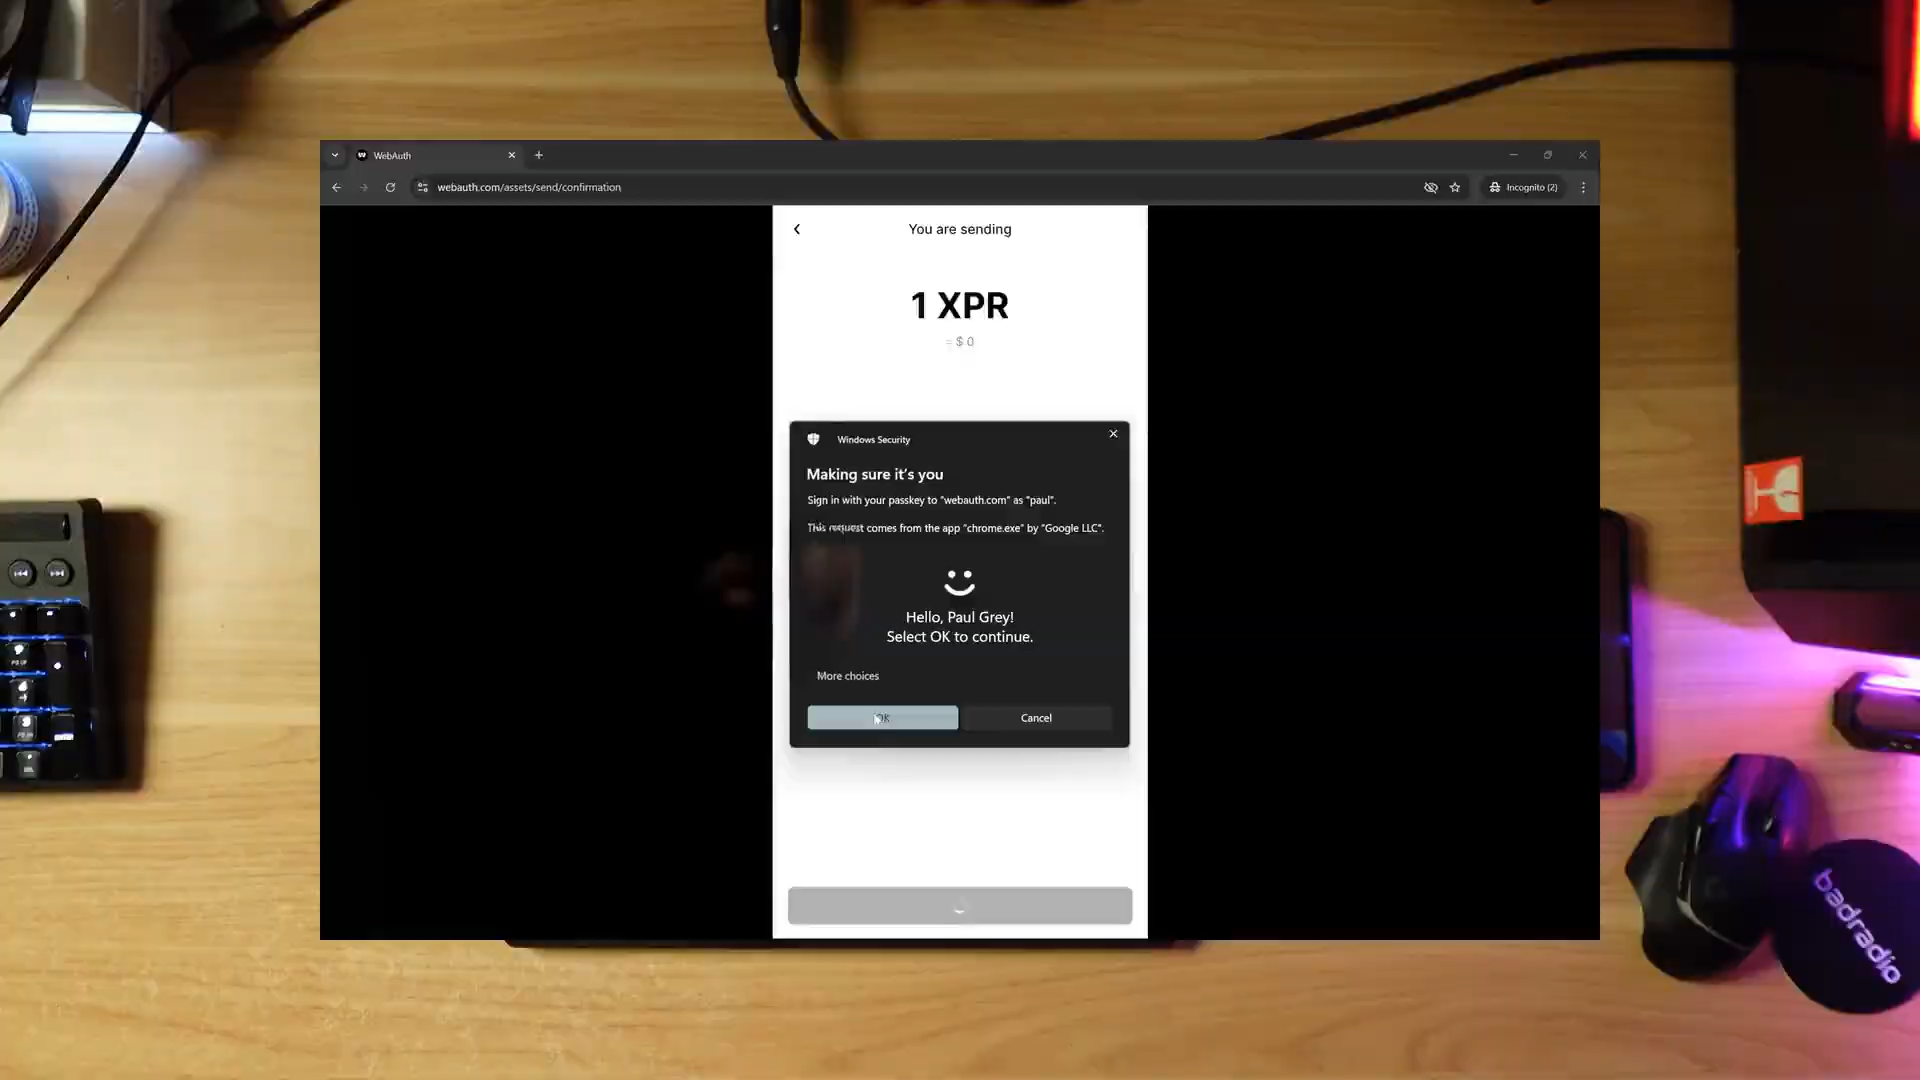 WebAuth
webauth.com/assets/send/confirmation
Incognito (2)
You are sending
1 XPR
= $ 0
Windows Security
Making sure it's you
Sign in with your passkey to "webauth.com" as "paul".
This request comes from the app "chrome.exe" by "Google LLC".
Hello, Paul Grey!
Select OK to continue.
More choices
OK
Cancel
badradio